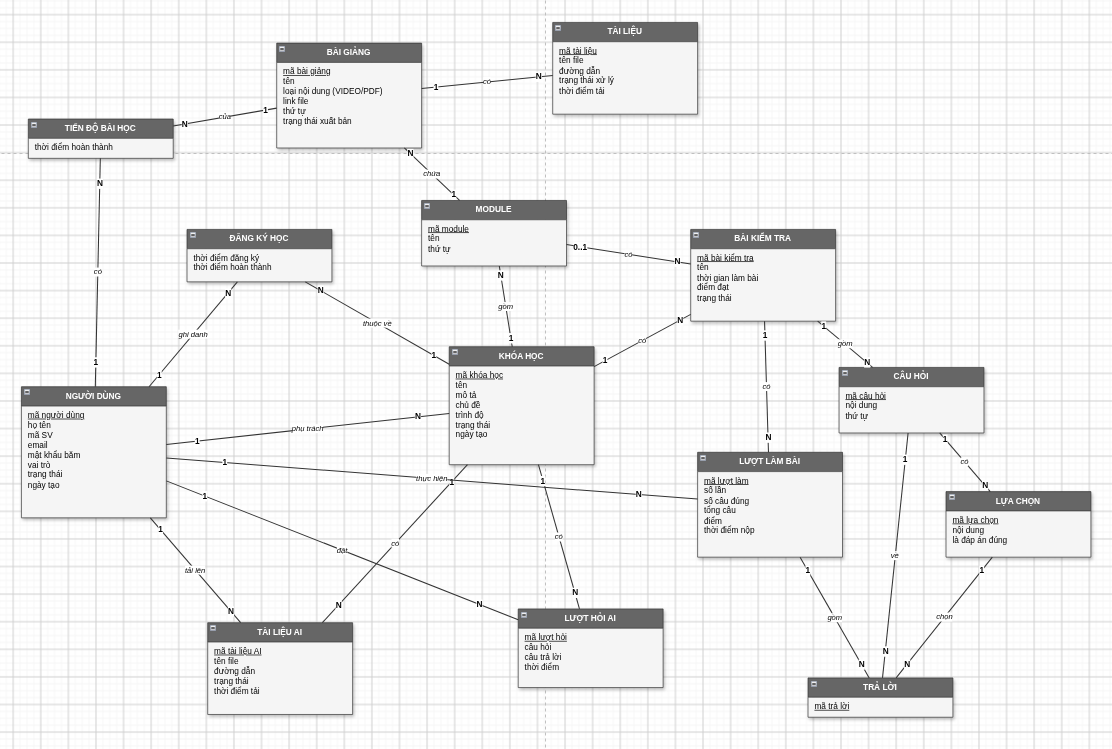 TÀI LIỆU
mã tài liệu
tên file
đường dẫn
trạng thái xử lý
thời điểm tải
BÀI GIẢNG
mã bài giảng
tên
loại nội dung (VIDEO/PDF)
link file
thứ tự
trạng thái xuất bản
1
có
N
N
của
1
TIẾN ĐỘ BÀI HỌC
thời điểm hoàn thành
N
chứa
1
N
có
1
MODULE
mã module
tên
thứ tự
ĐĂNG KÝ HỌC
thời điểm đăng ký
thời điểm hoàn thành
BÀI KIỂM TRA
mã bài kiểm tra
tên
thời gian làm bài
điểm đạt
trạng thái
0..1
có
N
N
gồm
1
N
ghi danh
1
N
thuộc về
1
N
có
1
1
gồm
N
1
có
N
KHÓA HỌC
mã khóa học
tên
mô tả
chủ đề
trình độ
trạng thái
ngày tạo
CÂU HỎI
mã câu hỏi
nội dung
thứ tự
NGƯỜI DÙNG
mã người dùng
họ tên
mã SV
email
mật khẩu băm
vai trò
trạng thái
ngày tạo
1
phụ trách
N
1
thực hiện
N
1
đặt
N
LƯỢT LÀM BÀI
mã lượt làm
số lần
số câu đúng
tổng câu
điểm
thời điểm nộp
1
có
N
LỰA CHỌN
mã lựa chọn
nội dung
là đáp án đúng
1
có
N
1
có
N
1
tải lên
N
1
về
N
1
gồm
N
1
chọn
N
TÀI LIỆU AI
mã tài liệu AI
tên file
đường dẫn
trạng thái
thời điểm tải
LƯỢT HỎI AI
mã lượt hỏi
câu hỏi
câu trả lời
thời điểm
TRẢ LỜI
mã trả lời